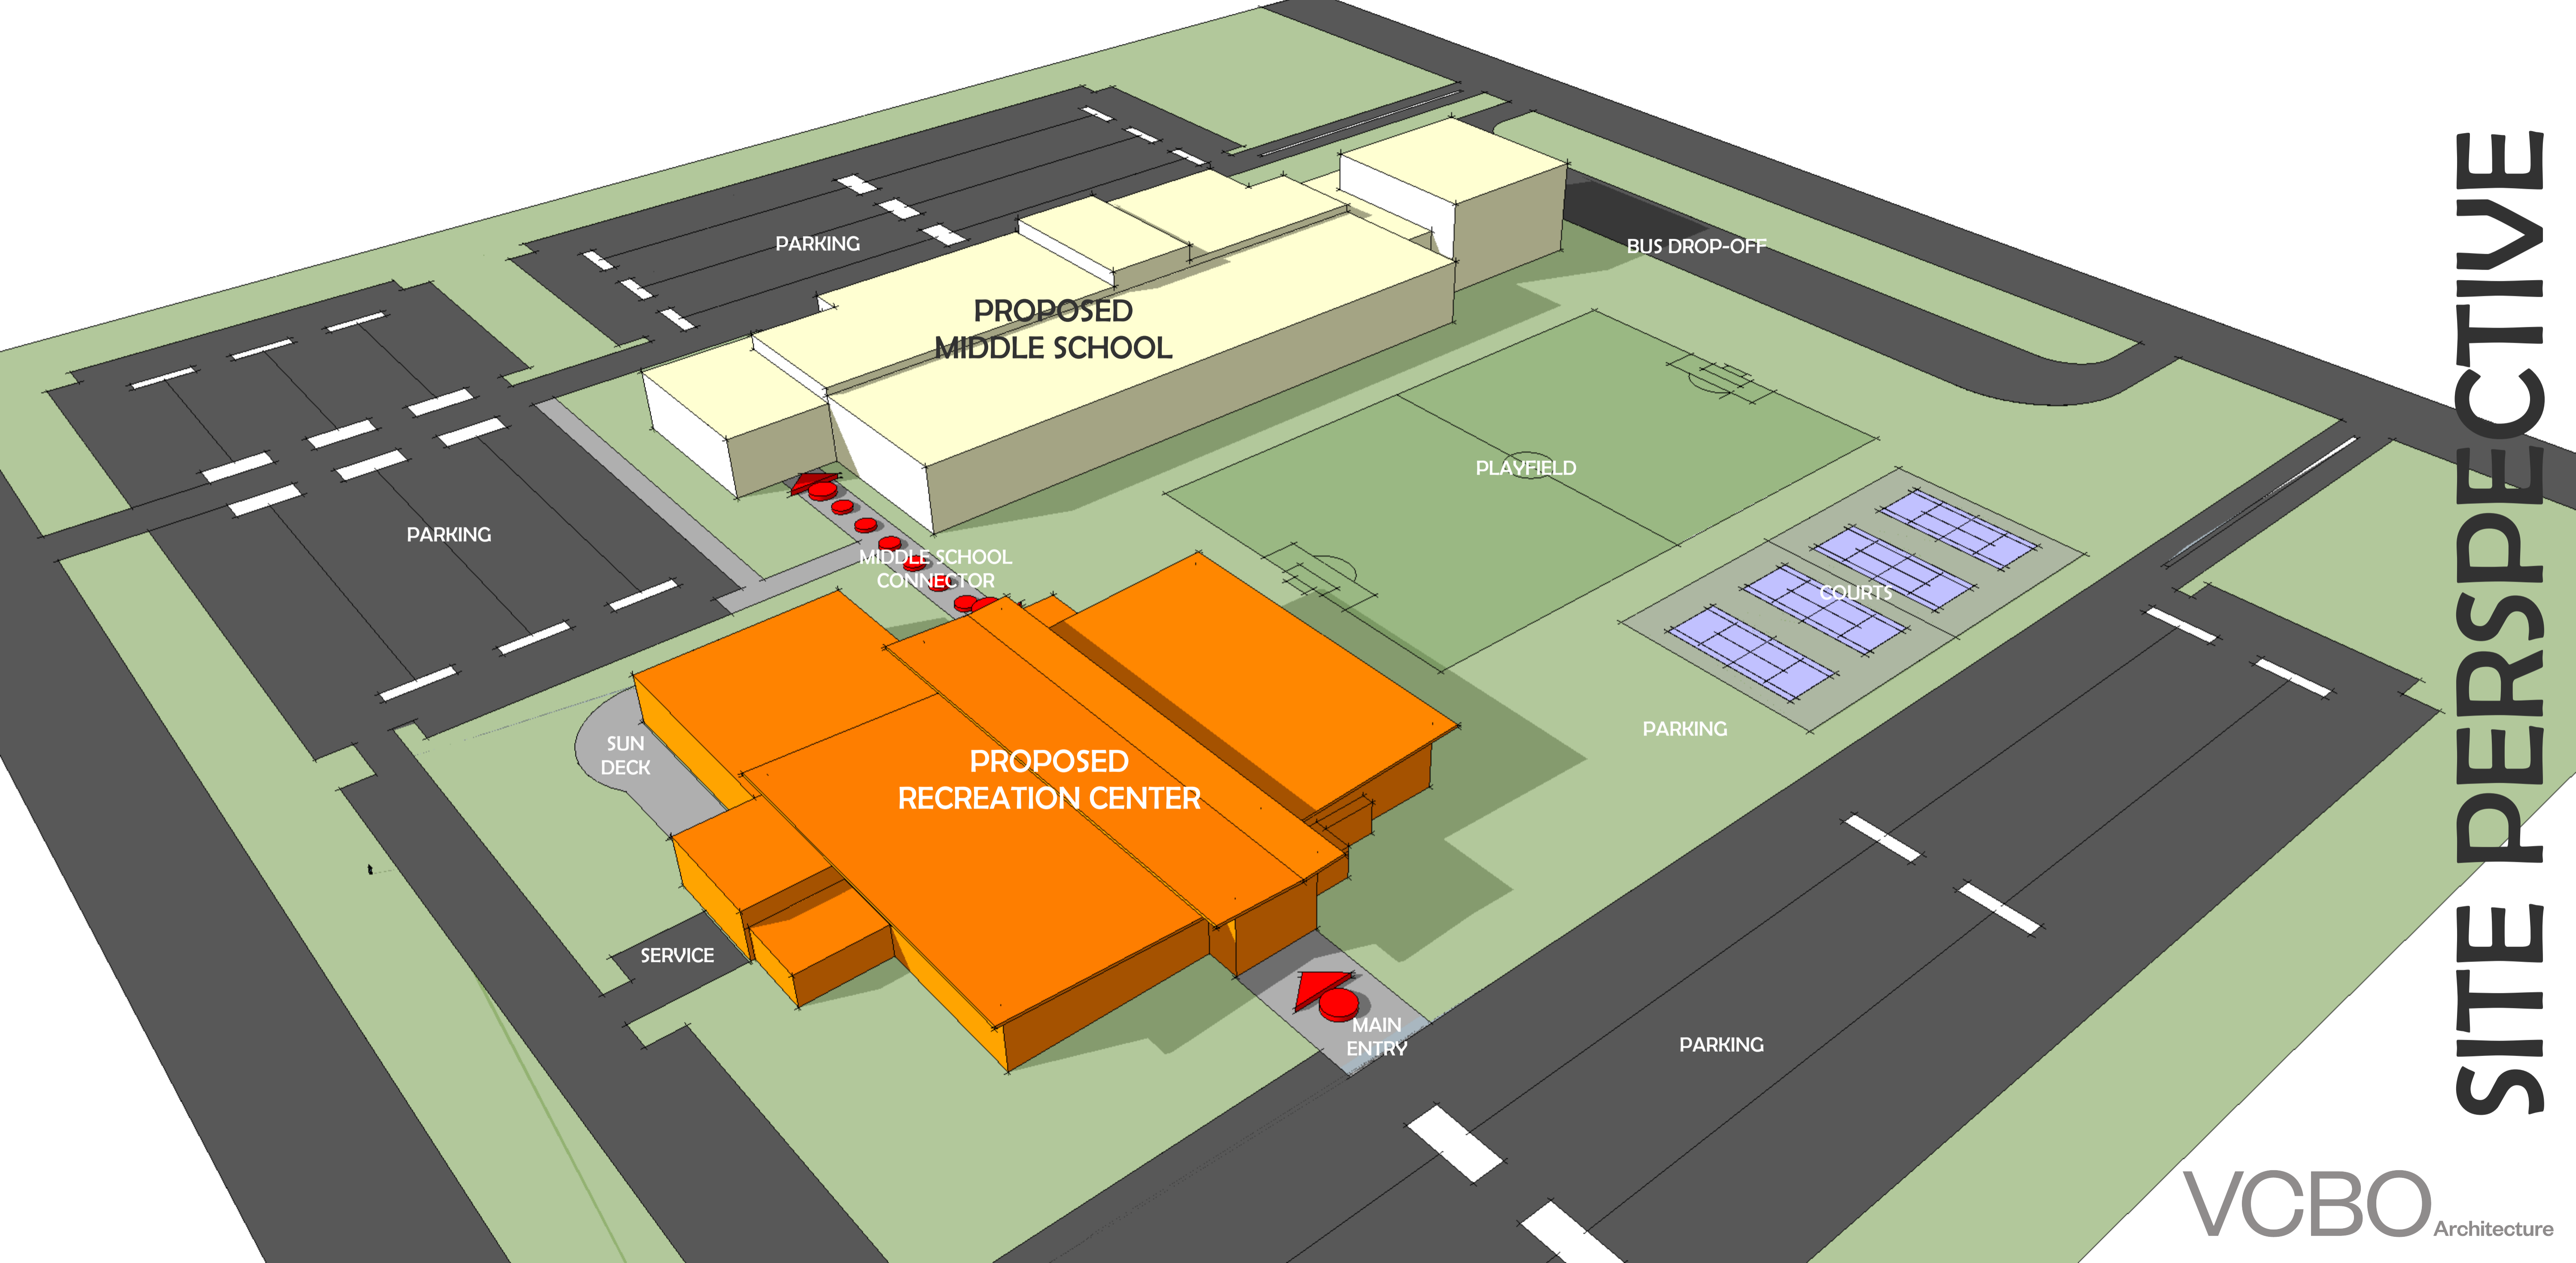 PARKING
BUS DROP-OFF
PROPOSED
MIDDLE SCHOOL
PLAYFIELD
PARKING
MIDDLE SCHOOL
CONNECTOR
COURTS
PARKING
SUN
DECK
PROPOSED
RECREATION CENTER
SERVICE
MAIN
ENTRY
PARKING
SITE PERSPECTIVE
VCBO Architecture